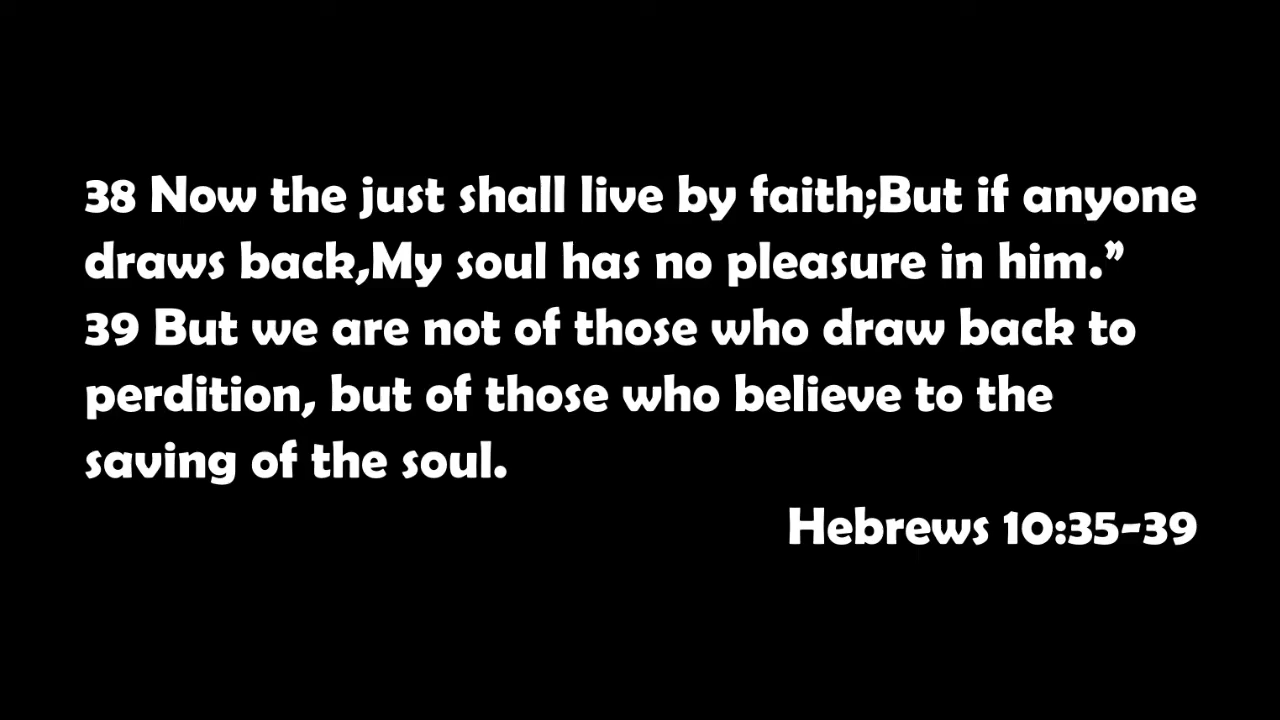 38 Now the just shall live by faith;But if anyone
draws back,My soul has no pleasure in him.”
39 But we are not of those who draw back to
perdition, but of those who believe to the
saving of the soul.
Hebrews 10:35-39